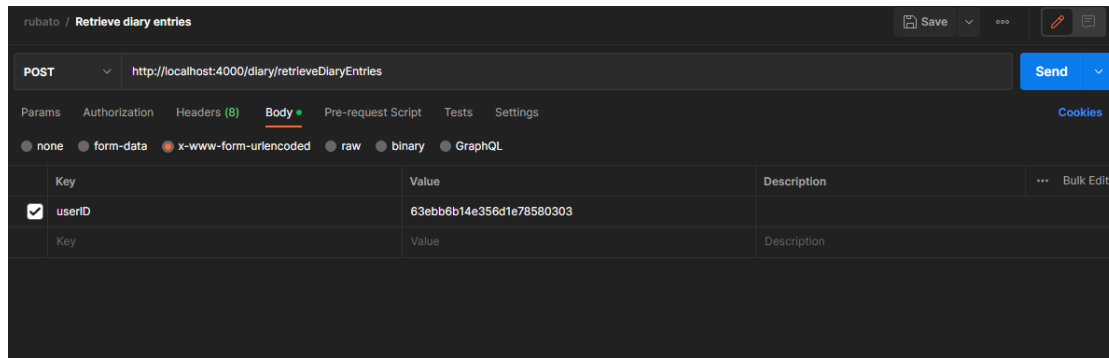 rubato / Retrieve diary entries Save
POST http://localhost:4000/diary/retrieveDiaryEntries Send
Params Authorization Headers (8) Body Pre-request Script Tests Settings Cookies
none form-data x-www-form-urlencoded raw binary GraphQL
Key Value Description Bulk Edit
userID 63ebb6b14e356d1e78580303
Key Value Description